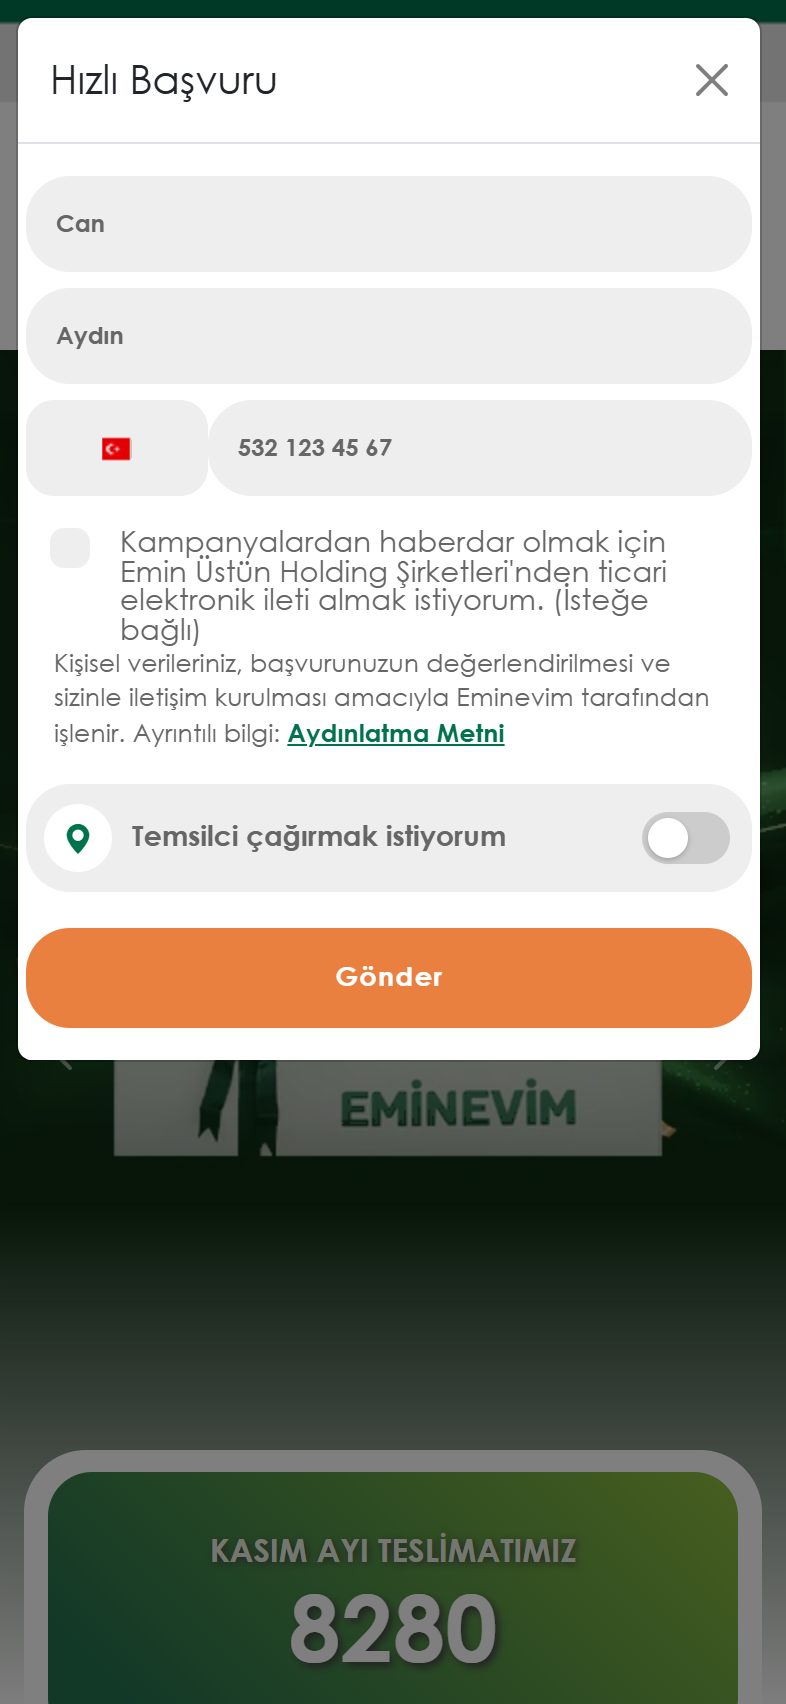 Hızlı Başvuru
Can
Aydın
532 123 45 67
Kampanyalardan haberdar olmak için
Emin Üstün Holding Şirketleri'nden ticari
elektronik ileti almak istiyorum. (İsteğe
bağlı)
Kişisel verileriniz, başvurunuzun değerlendirilmesi ve
sizinle iletişim kurulması amacıyla Eminevim tarafından
işlenir. Ayrıntılı bilgi: Aydınlatma Metni
Temsilci çağırmak istiyorum
Gönder
EMİNEVİM
KASIM AYI TESLİMATIMIZ
8280